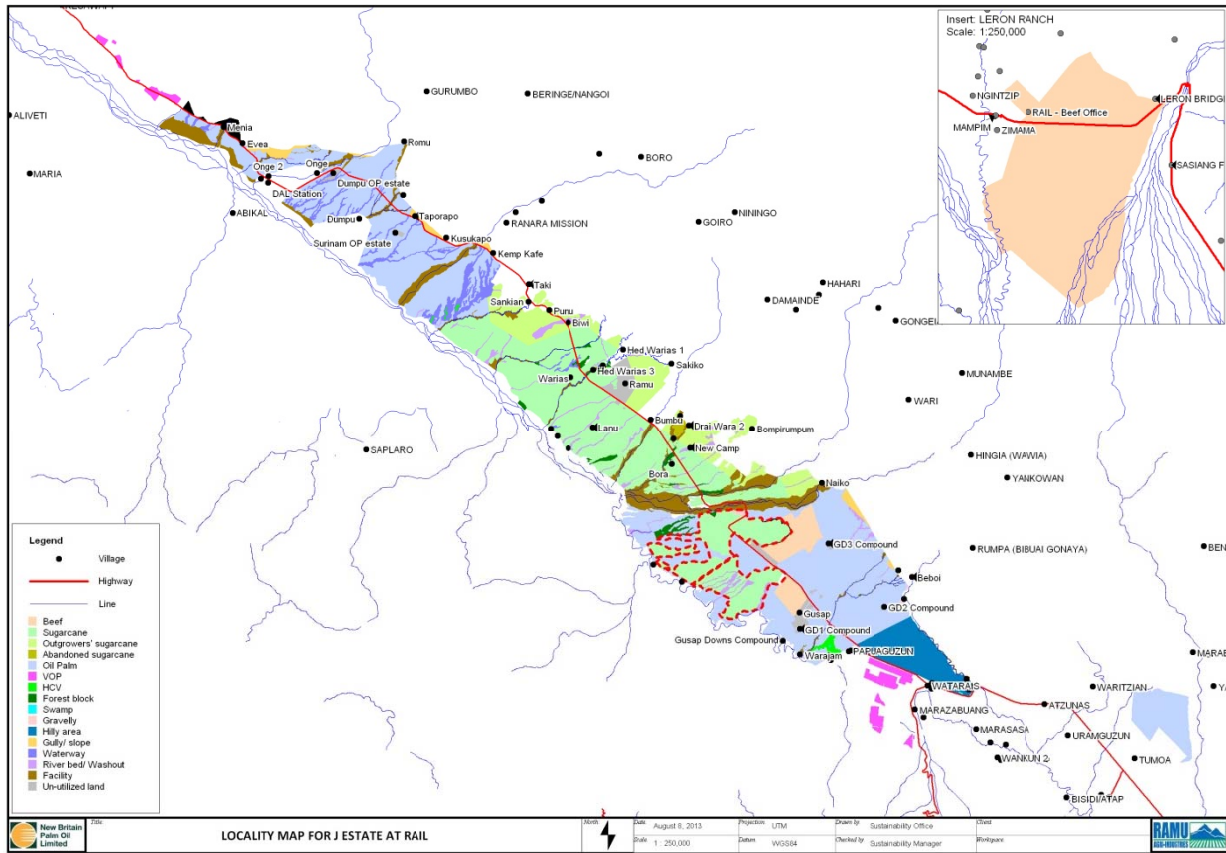 Insert: LERON RANCH
Scale: 1:250,000
NGINTZIP
RAIL - Beef Office
MAMPIM
ZIMAMA
GURUMBO
BERINGE/NANGOI
ALIVETI
Menia
Evea
BORO
MARIA
Onge 2
Onge
DAL Station
Dumpu OP estate
ABIKAL
Dumpu
Taporapo
RANARA MISSION
GOIRO
NININGO
Surinam OP estate
Kusukapo
Kemp Kafe
Taki
Sankian
Puru
Biwi
HAHARI
DAMAINDE
Hed Warias 1
Hed Warias 3
Sakiko
Warias
Ramu
MUNAMBE
WARI
Lanu
Bumbu
Drai Wara 2
Bompirumpum
New Camp
Bora
SAPLARO
HINGIA (WAWIA)
YANKOWAN
Naiko
GD3 Compound
RUMPA (BIBUAI GONAYA)
Beboi
GD2 Compound
Gusap
GD1 Compound
Gusap Downs Compound
Warajam
PAPUAGUZUN
WATARAIS
WARITZIAN
MARAZABUANG
ATZUNAS
MARASASA
URAMGUZUN
WANKUN 2
TUMOA
BISIDI/ATAP
Legend
Village
Highway
Line
Beef
Sugarcane
Outgrowers' sugarcane
Abandoned sugarcane
Oil Palm
VOP
HCV
Forest block
Swamp
Gravelly
Hilly area
Gully/ slope
Waterway
River bed/ Washout
Facility
Un-utilized land
New Britain
Palm Oil
Limited
Title:
LOCALITY MAP FOR J ESTATE AT RAIL
North:
Date: August 8, 2013
Projection: UTM
Drawn by Sustainability Office
Client:
Scale 1 : 250,000
Datum WGS84
Checked by Sustainability Manager
Workspace:
RAMU
AGRI-INDUSTRIES